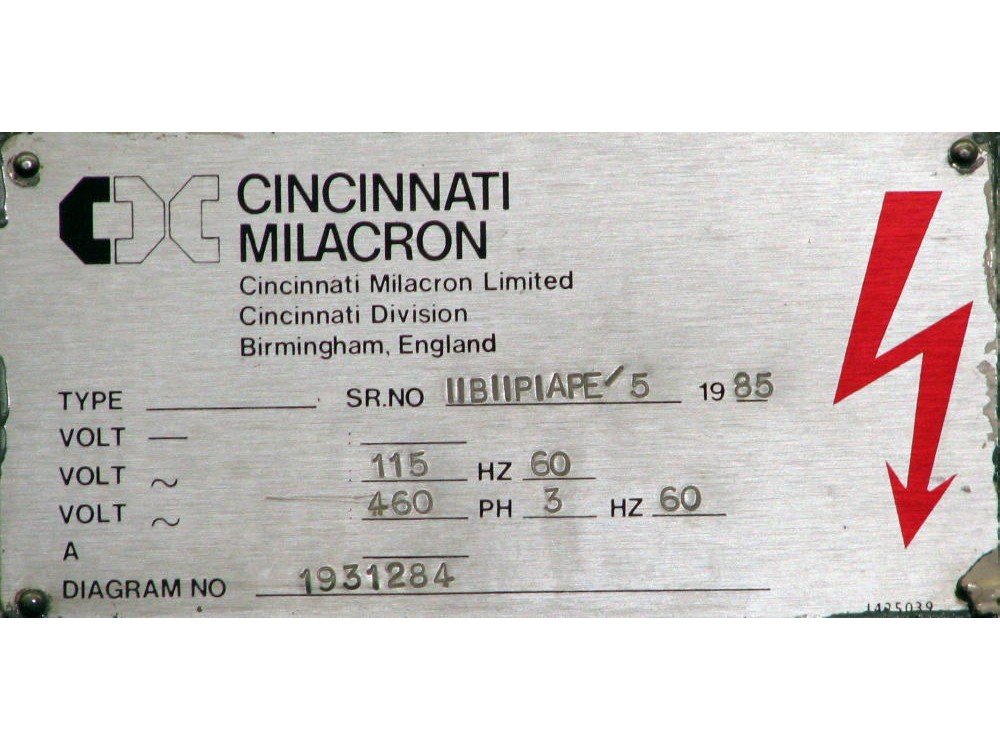 CINCINNATI
MILACRON
Cincinnati Milacron Limited
Cincinnati Division
Birmingham, England
TYPE SR.NO IIBIIPIAPE/5 1985
VOLT —
VOLT ~ 115 HZ 60
VOLT ~ 460 PH 3 HZ 60
A
DIAGRAM NO 1931284